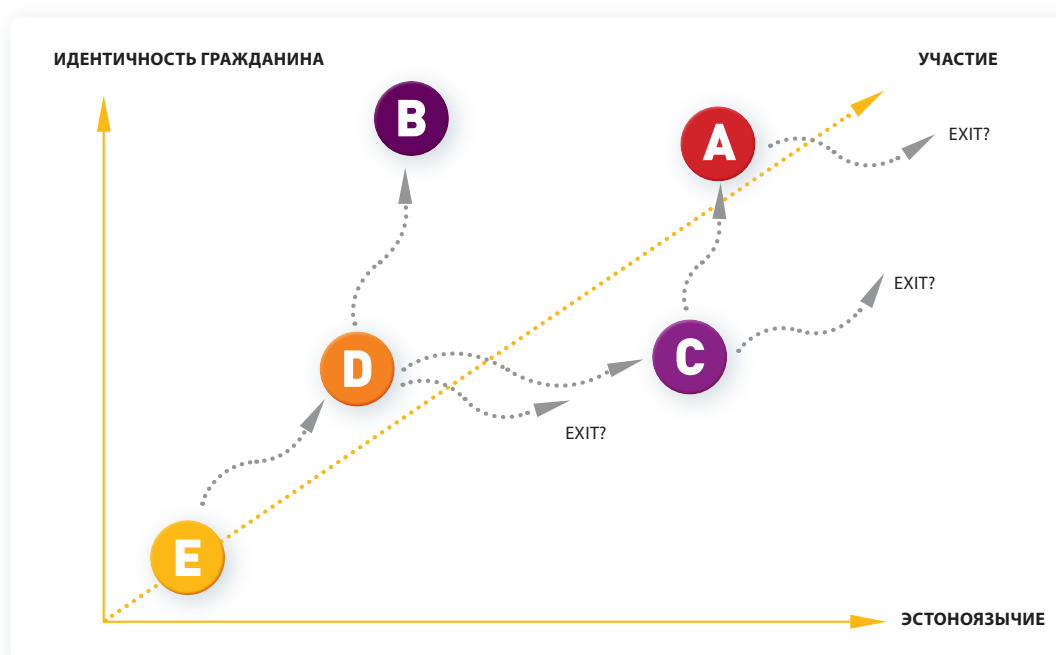 ИДЕНТИЧНОСТЬ ГРАЖДАНИНА
УЧАСТИЕ
B
A
EXIT?
EXIT?
D
C
EXIT?
E
ЭСТОНОЯЗЫЧИЕ